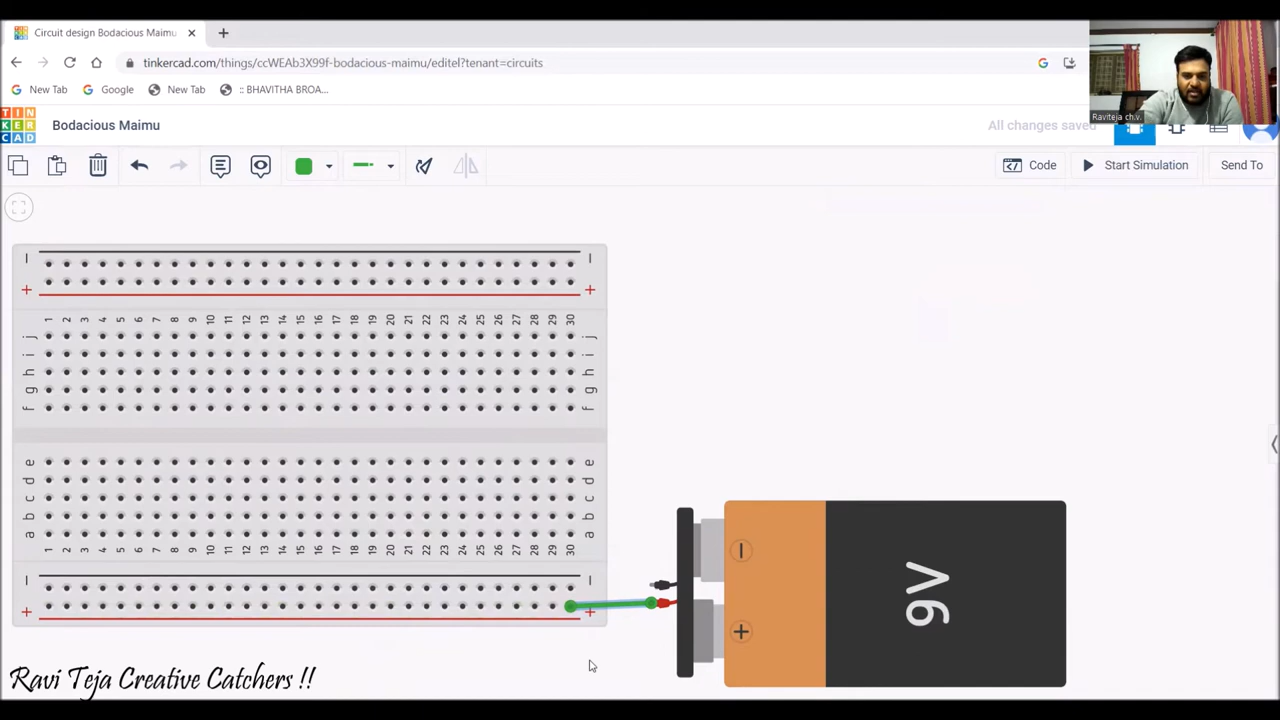 Circuit design Bodacious Maimu
tinkercad.com/things/ccWEAb3X99f-bodacious-maimu/editel?tenant=circuits
New Tab Google New Tab :: BHAVITHA BROA...
Raviteja ch.v.
TIN
KER
CAD
Bodacious Maimu
All changes saved
Code Start Simulation Send To
− −
+ +
1 2 3 4 5 6 7 8 9 10 11 12 13 14 15 16 17 18 19 20 21 22 23 24 25 26 27 28 29 30
j j
i i
h h
g g
f f
e e
d d
c c
b b
a a
1 2 3 4 5 6 7 8 9 10 11 12 13 14 15 16 17 18 19 20 21 22 23 24 25 26 27 28 29 30
− −
+ +
−
+
9V
Ravi Teja Creative Catchers !!